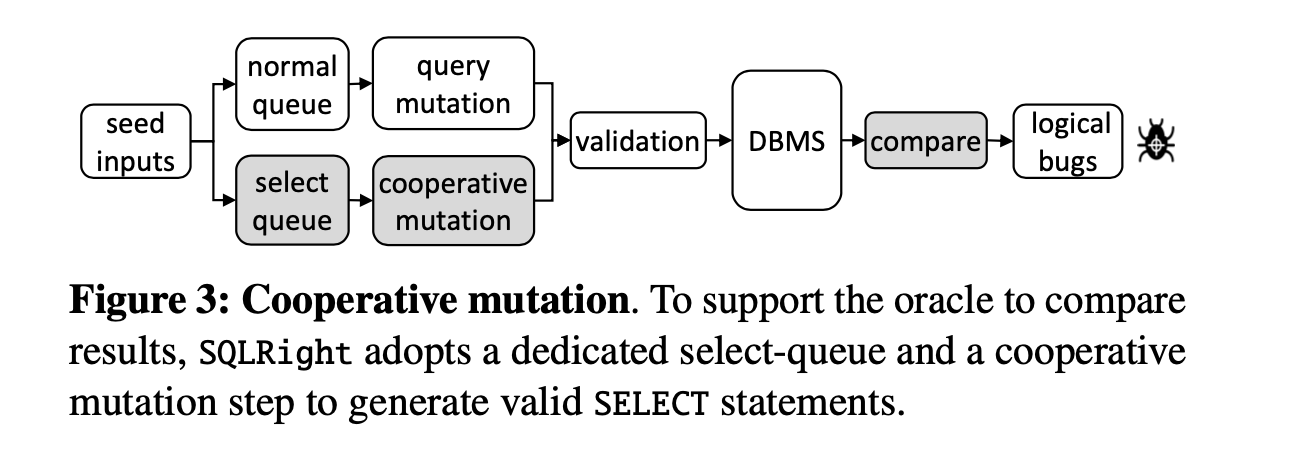 seed
inputs
normal
queue
query
mutation
select
queue
cooperative
mutation
validation
DBMS
compare
logical
bugs
Figure 3: Cooperative mutation. To support the oracle to compare
results, SQLRight adopts a dedicated select-queue and a cooperative
mutation step to generate valid SELECT statements.